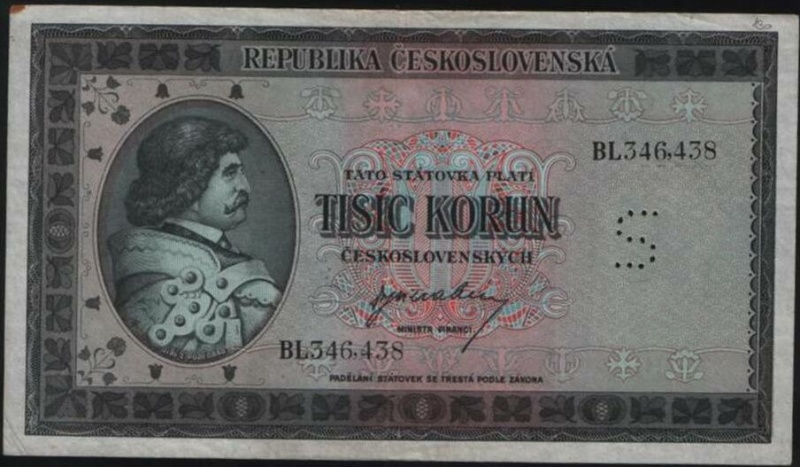 REPUBLIKA ČESKOSLOVENSKÁ
BL346,438
TATO STÁTOVKA PLATÍ
TISÍC KORUN
ČESKOSLOVENSKÝCH
MINISTR FINANCÍ
BL346,438
PADĚLÁNÍ STÁTOVEK SE TRESTÁ PODLE ZÁKONA
S